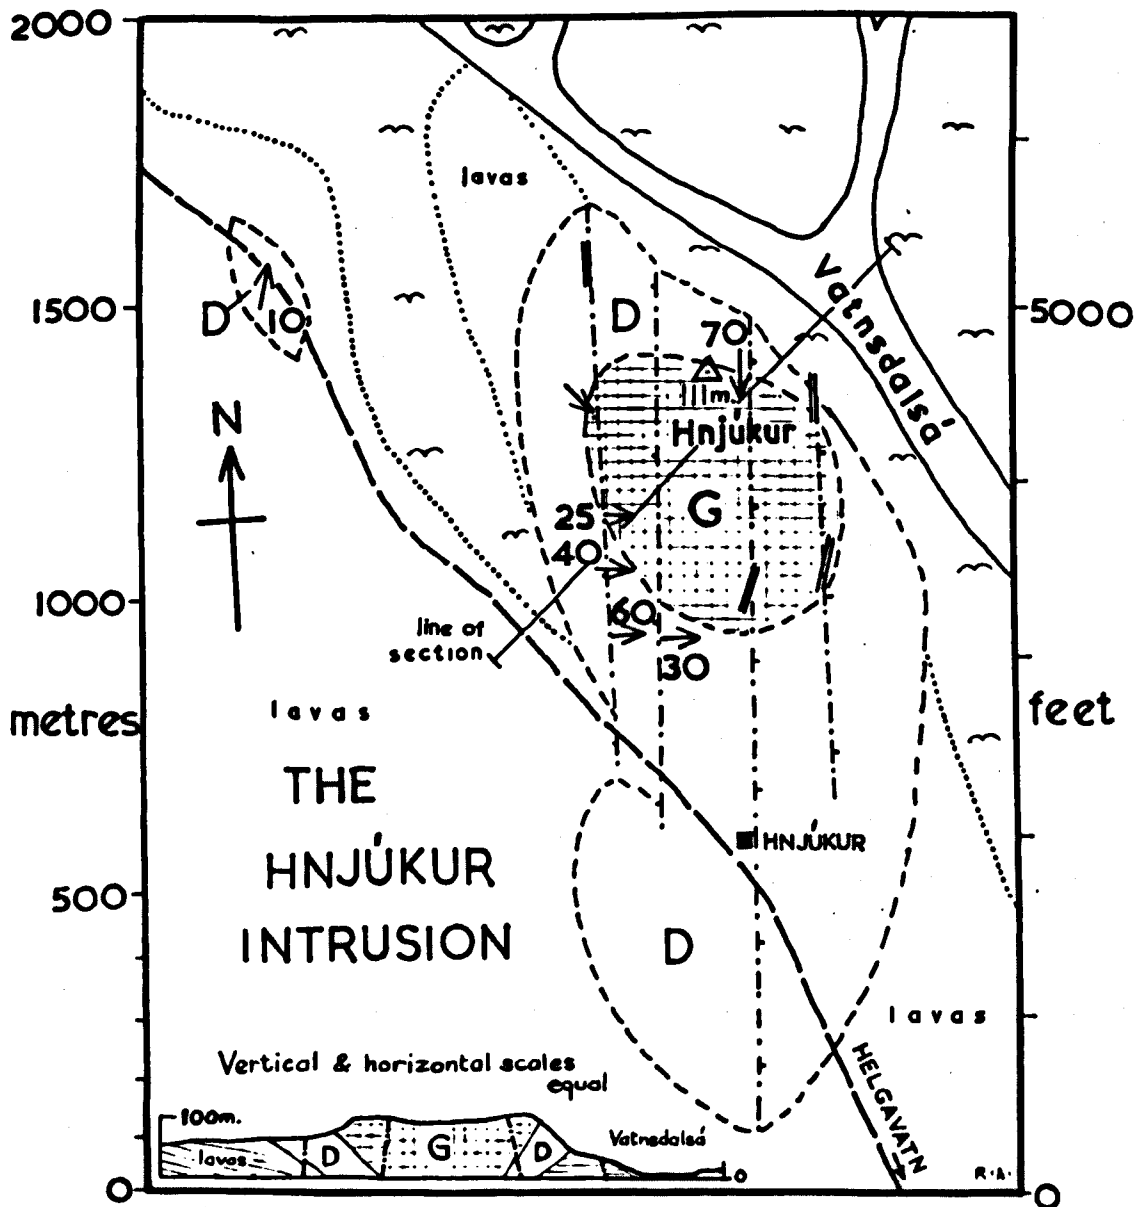 2000
lavas
1500
5000
D
10
D
70
111m.
Hnjúkur
Vatnsdalsá
N
G
25
40
1000
60
30
line of
section
metres
feet
lavas
THE
HNJÚKUR
INTRUSION
HNJÚKUR
500
D
lavas
HELGAVATN
Vertical & horizontal scales
equal
100m.
lavas
D
G
D
Vatnsdalsá
0
R.A.
0
0